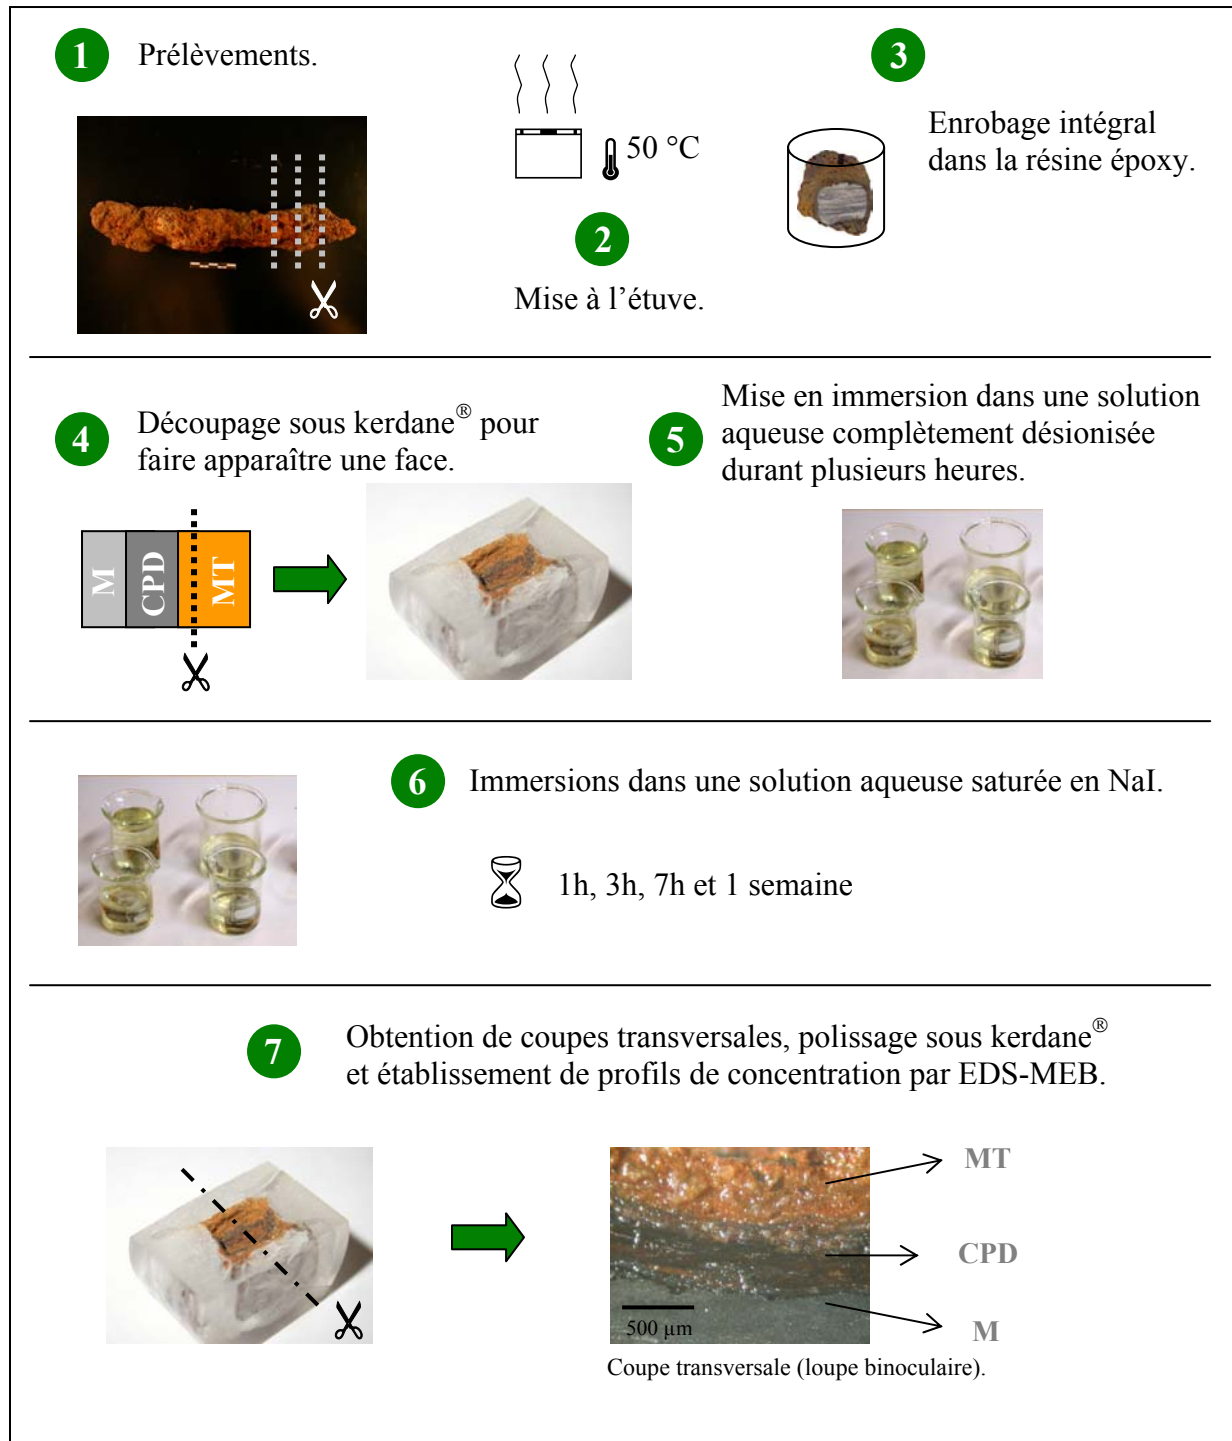 1 Prélèvements.
50 °C
2
Mise à l'étuve.
3
Enrobage intégral
dans la résine époxy.
4
Découpage sous kerdane® pour
faire apparaître une face.
M
CPD
MT
5
Mise en immersion dans une solution
aqueuse complètement désionisée
durant plusieurs heures.
6 Immersions dans une solution aqueuse saturée en NaI.
1h, 3h, 7h et 1 semaine
7
Obtention de coupes transversales, polissage sous kerdane®
et établissement de profils de concentration par EDS-MEB.
MT
CPD
M
500 µm
Coupe transversale (loupe binoculaire).